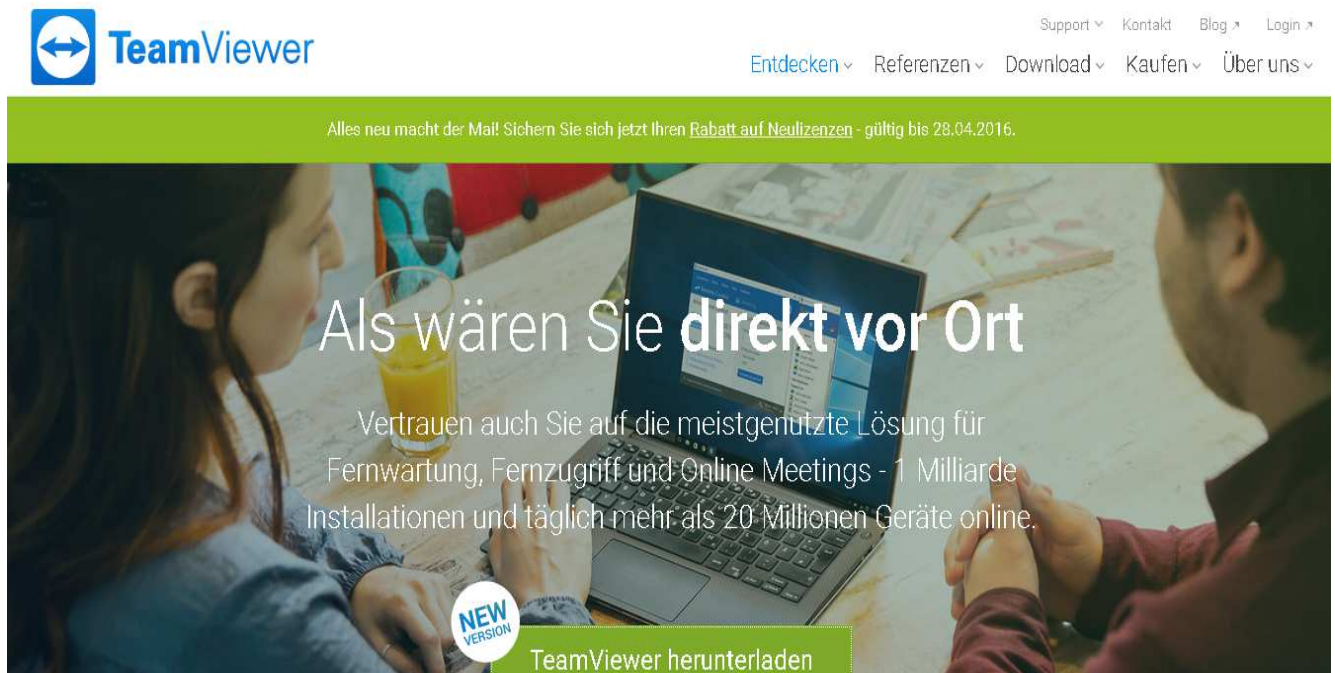 TeamViewer
Support Kontakt Blog Login
Entdecken Referenzen Download Kaufen Über uns
Alles neu macht der Mai! Sichern Sie sich jetzt Ihren Rabatt auf Neulizenzen - gültig bis 28.04.2016.
Als wären Sie direkt vor Ort
Vertrauen auch Sie auf die meistgenutzte Lösung für
Fernwartung, Fernzugriff und Online Meetings - 1 Milliarde
Installationen und täglich mehr als 20 Millionen Geräte online.
NEW
VERSION
TeamViewer herunterladen